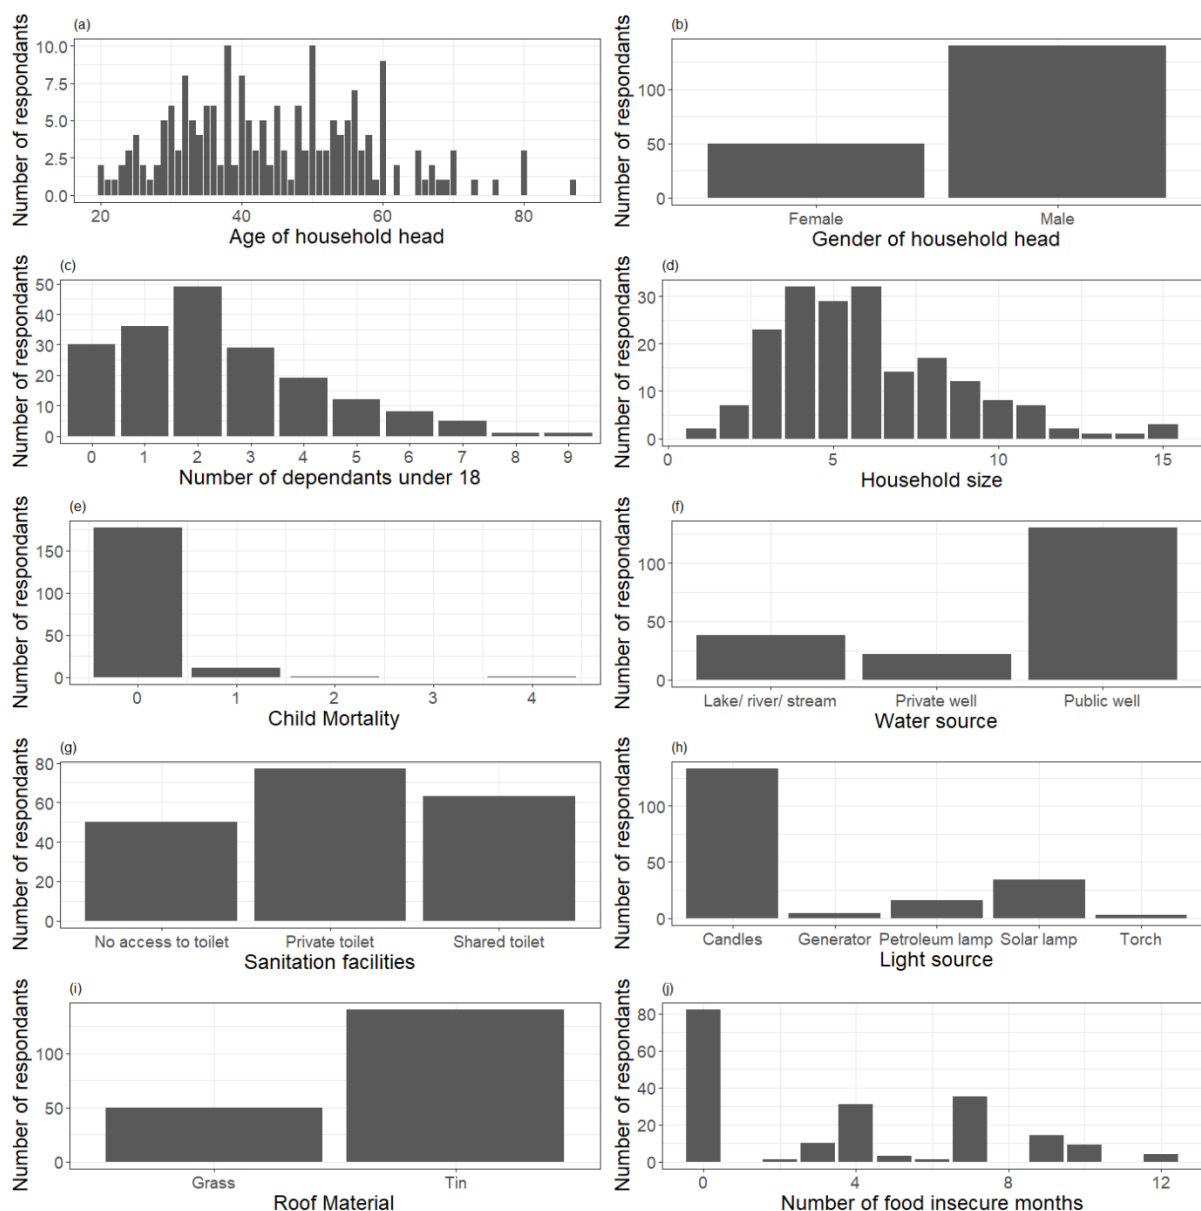 (a)
Number of respondants
10.0
7.5
5.0
2.5
0.0
20 40 60 80
Age of household head
(b)
Number of respondants
100
50
0
Female Male
Gender of household head
(c)
Number of respondants
50
40
30
20
10
0
0 1 2 3 4 5 6 7 8 9
Number of dependants under 18
(d)
Number of respondants
30
20
10
0
0 5 10 15
Household size
(e)
Number of respondants
150
100
50
0
0 1 2 3 4
Child Mortality
(f)
Number of respondants
100
50
0
Lake/ river/ stream Private well Public well
Water source
(g)
Number of respondants
80
60
40
20
0
No access to toilet Private toilet Shared toilet
Sanitation facilities
(h)
Number of respondants
100
50
0
Candles Generator Petroleum lamp Solar lamp Torch
Light source
(i)
Number of respondants
100
50
0
Grass Tin
Roof Material
(j)
Number of respondants
80
60
40
20
0
0 4 8 12
Number of food insecure months